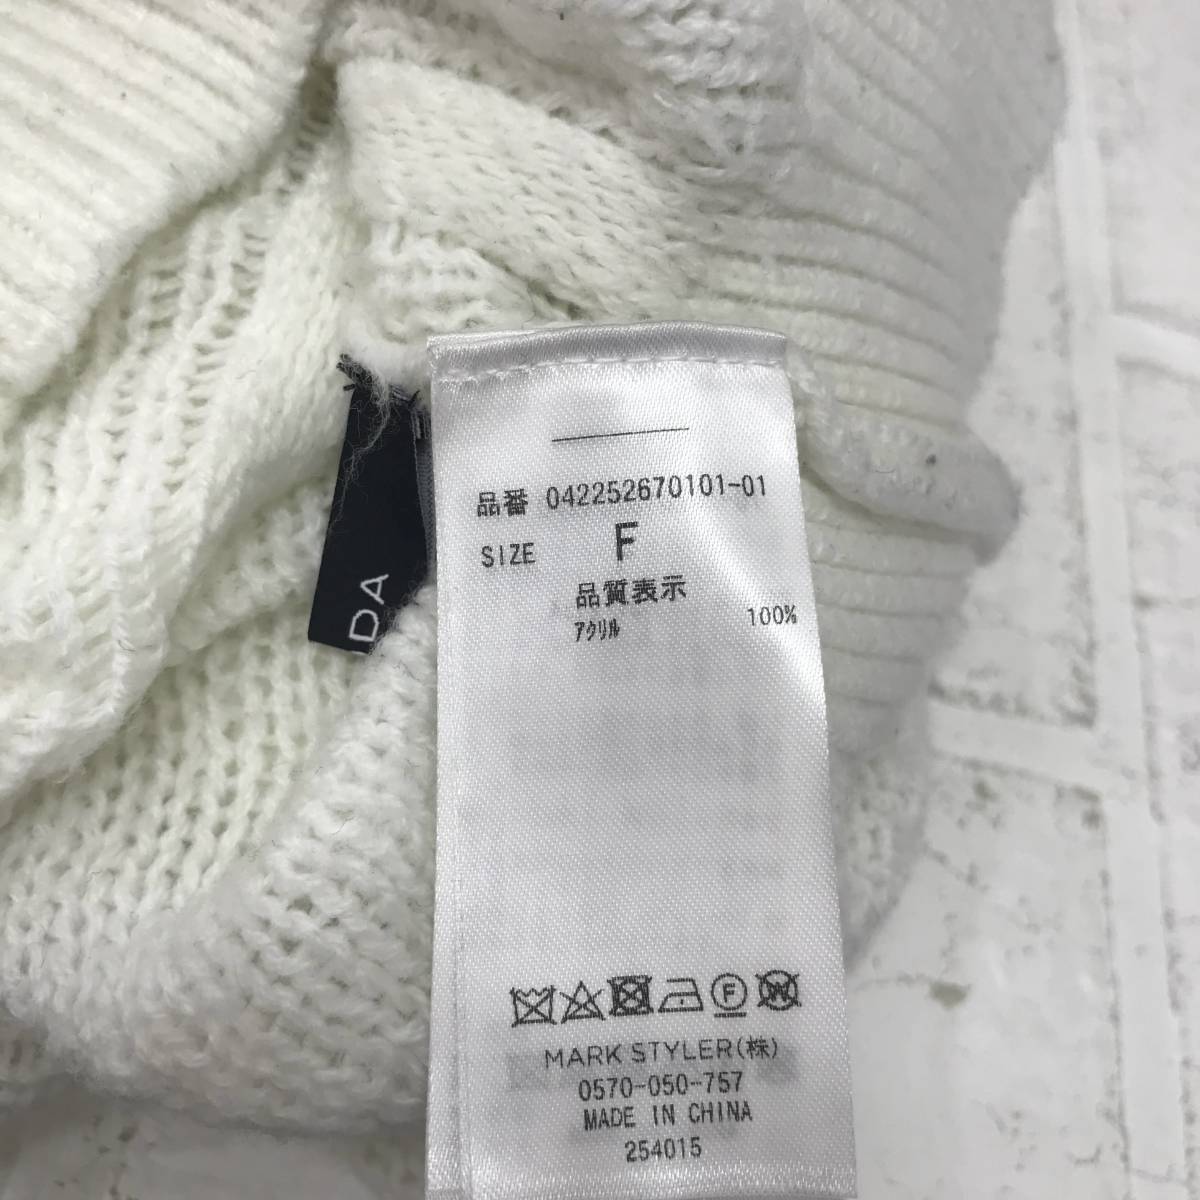 品番 042252670101-01
SIZE F
品質表示
アクリル 100%
MARK STYLER(株)
0570-050-757
MADE IN CHINA
254015
DA